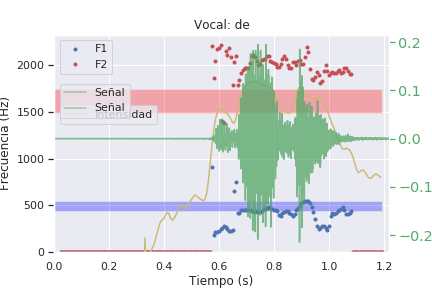 Vocal: de
F1
F2
Señal
Señal
Intensidad
Frecuencia (Hz)
2000
1500
1000
500
0
0.2
0.1
0.0
−0.1
−0.2
0.0 0.2 0.4 0.6 0.8 1.0 1.2
Tiempo (s)